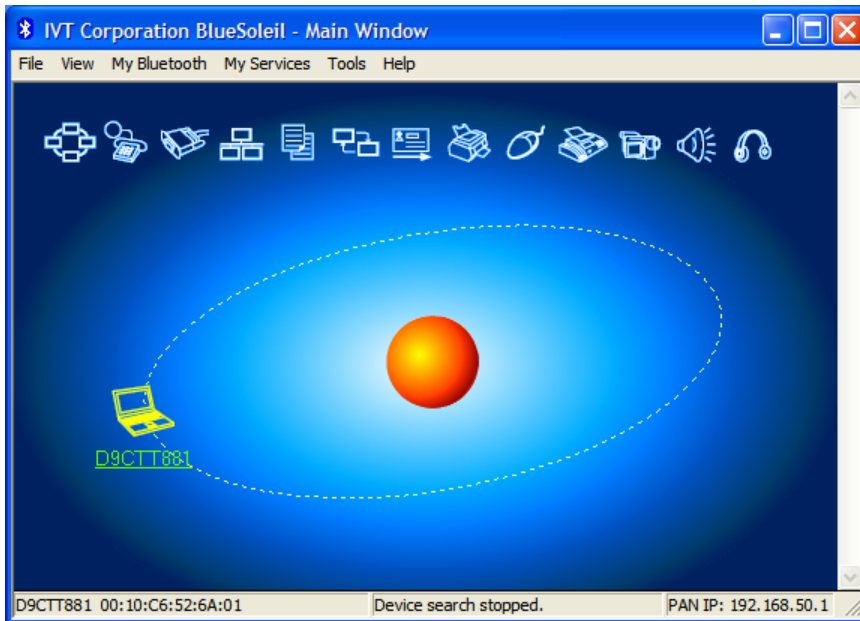 IVT Corporation BlueSoleil - Main Window
File View My Bluetooth My Services Tools Help
D9CTT881
D9CTT881 00:10:C6:52:6A:01 Device search stopped. PAN IP: 192.168.50.1